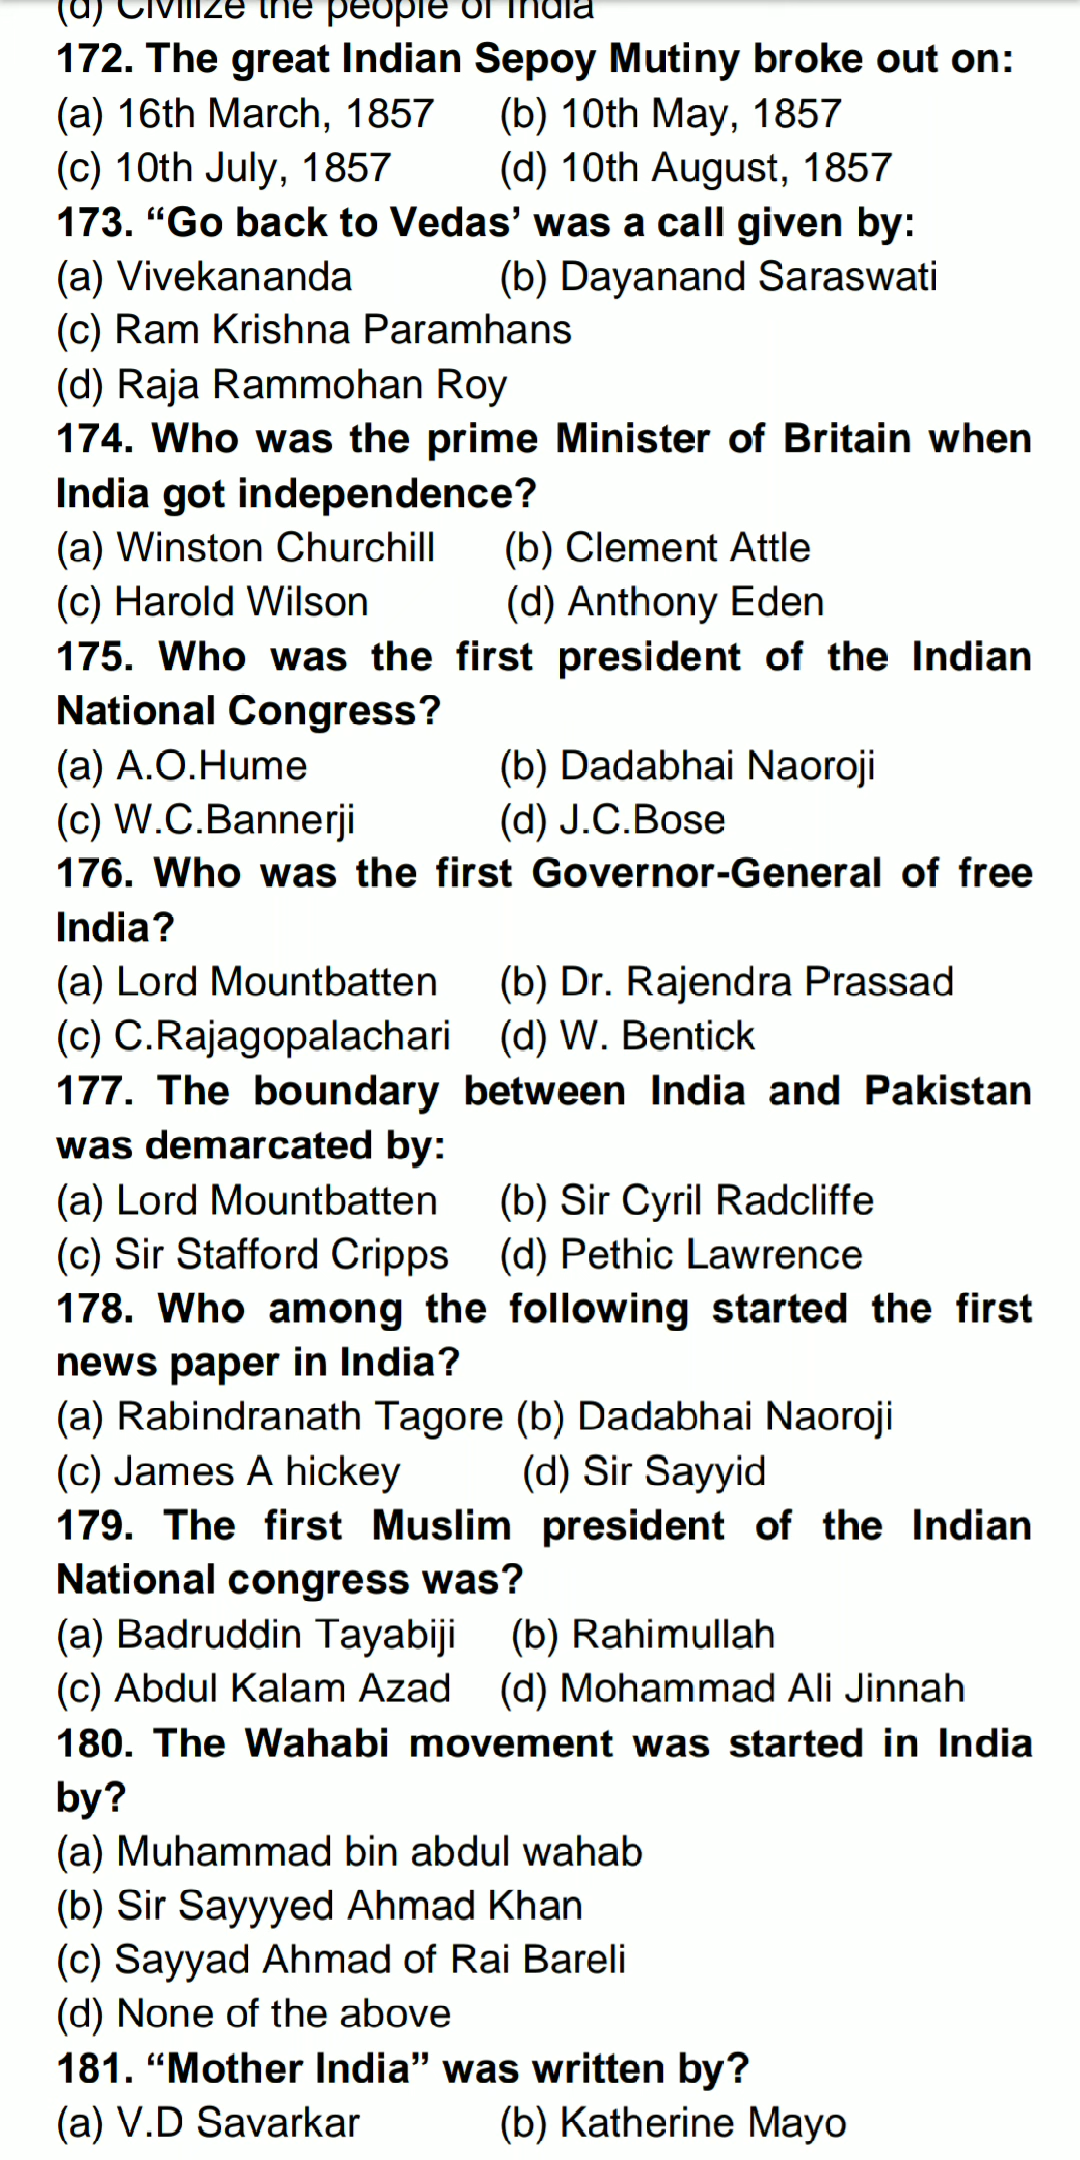 (d) Civilize the people of India
172. The great Indian Sepoy Mutiny broke out on:
(a) 16th March, 1857 (b) 10th May, 1857
(c) 10th July, 1857 (d) 10th August, 1857
173. “Go back to Vedas’ was a call given by:
(a) Vivekananda (b) Dayanand Saraswati
(c) Ram Krishna Paramhans
(d) Raja Rammohan Roy
174. Who was the prime Minister of Britain when
India got independence?
(a) Winston Churchill (b) Clement Attle
(c) Harold Wilson (d) Anthony Eden
175. Who was the first president of the Indian
National Congress?
(a) A.O.Hume (b) Dadabhai Naoroji
(c) W.C.Bannerji (d) J.C.Bose
176. Who was the first Governor-General of free
India?
(a) Lord Mountbatten (b) Dr. Rajendra Prassad
(c) C.Rajagopalachari (d) W. Bentick
177. The boundary between India and Pakistan
was demarcated by:
(a) Lord Mountbatten (b) Sir Cyril Radcliffe
(c) Sir Stafford Cripps (d) Pethic Lawrence
178. Who among the following started the first
news paper in India?
(a) Rabindranath Tagore (b) Dadabhai Naoroji
(c) James A hickey (d) Sir Sayyid
179. The first Muslim president of the Indian
National congress was?
(a) Badruddin Tayabiji (b) Rahimullah
(c) Abdul Kalam Azad (d) Mohammad Ali Jinnah
180. The Wahabi movement was started in India
by?
(a) Muhammad bin abdul wahab
(b) Sir Sayyyed Ahmad Khan
(c) Sayyad Ahmad of Rai Bareli
(d) None of the above
181. “Mother India” was written by?
(a) V.D Savarkar (b) Katherine Mayo